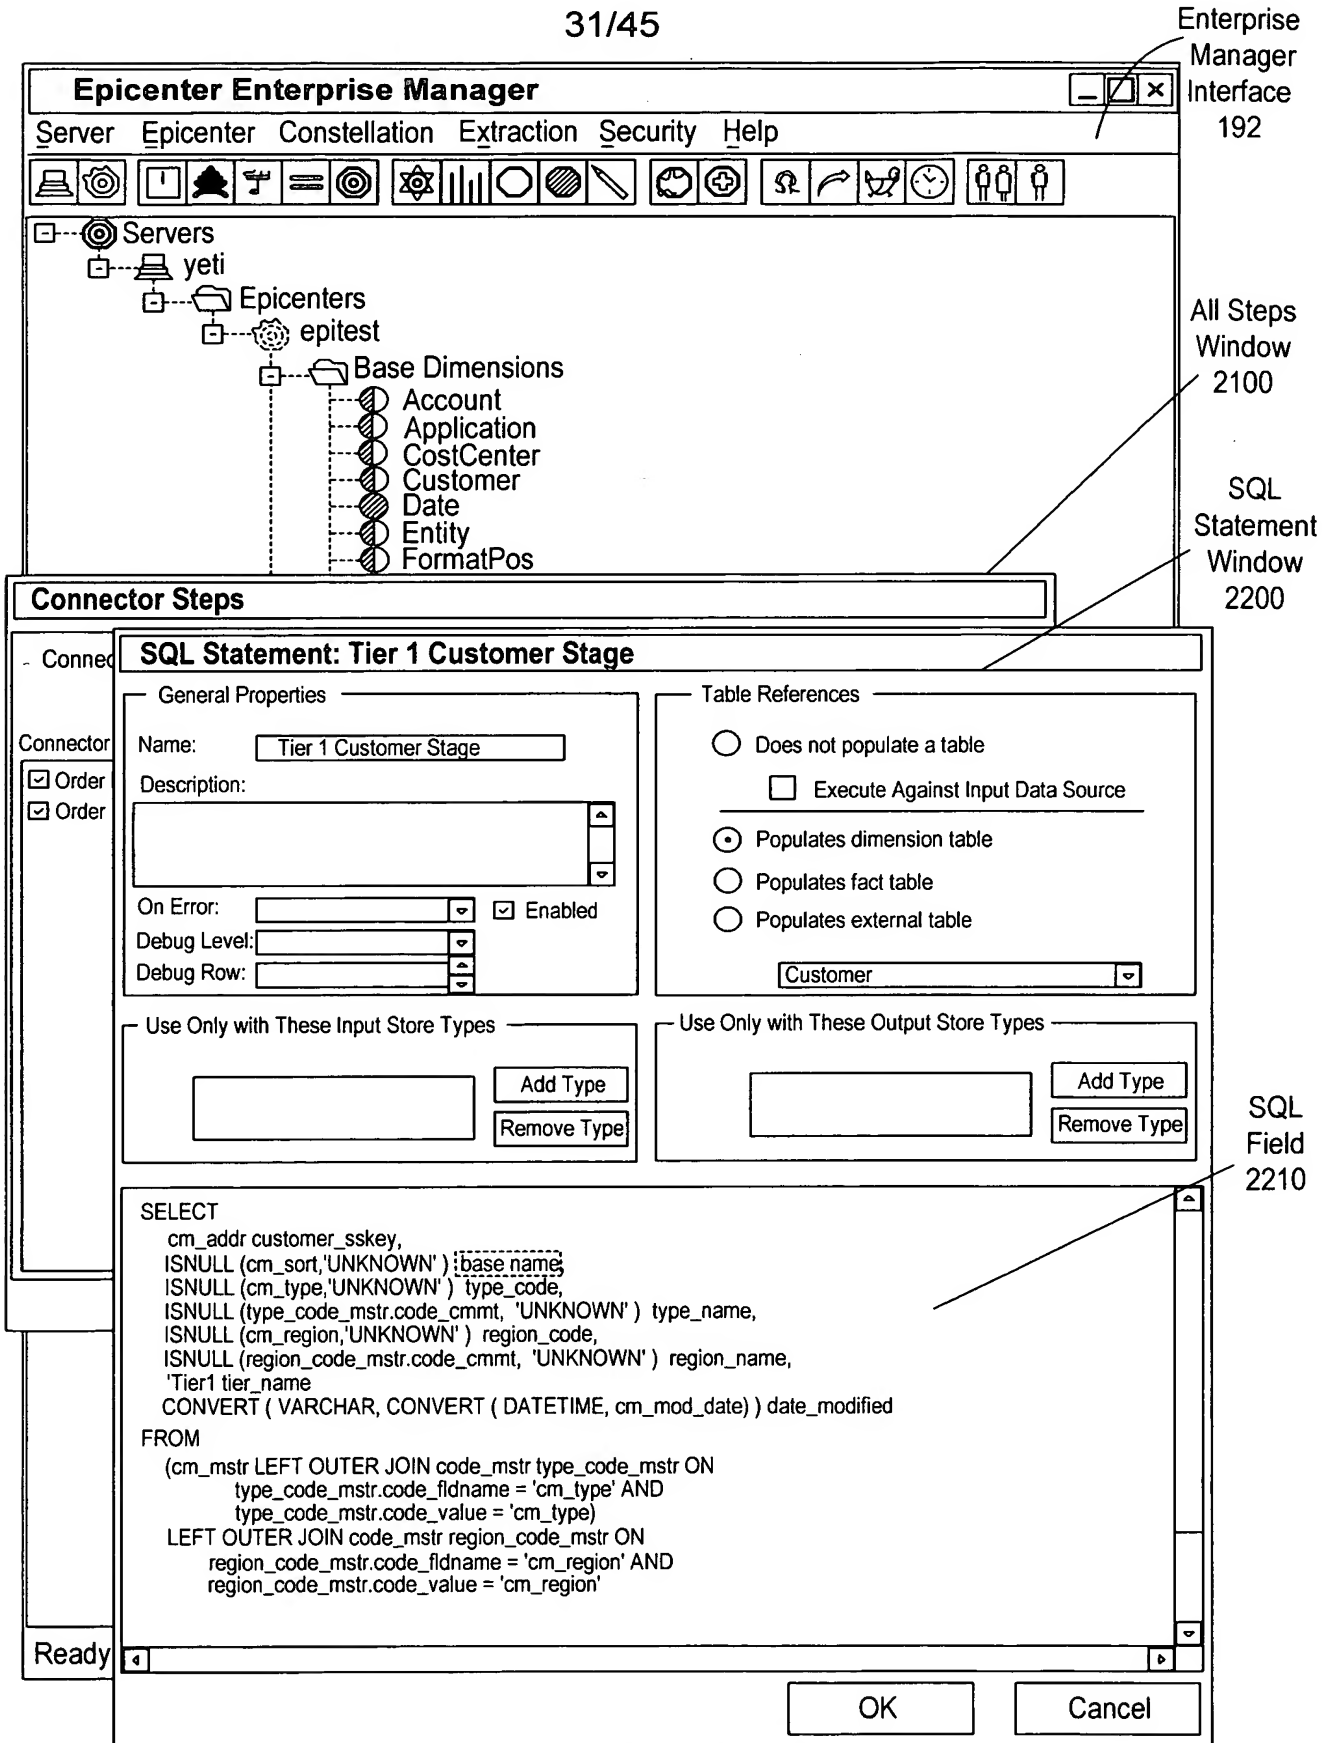 31/45
Enterprise
Manager
Interface
192
Epicenter Enterprise Manager
Server Epicenter Constellation Extraction Security Help
Servers
yeti
Epicenters
epitest
Base Dimensions
Account
Application
CostCenter
Customer
Date
Entity
FormatPos
All Steps
Window
2100
SQL
Statement
Window
2200
Connector Steps
Connec
Connector
Order
Order
SQL Statement: Tier 1 Customer Stage
General Properties
Name: Tier 1 Customer Stage
Description:
On Error: Enabled
Debug Level:
Debug Row:
Table References
Does not populate a table
Execute Against Input Data Source
Populates dimension table
Populates fact table
Populates external table
Customer
Use Only with These Input Store Types
Add Type
Remove Type
Use Only with These Output Store Types
Add Type
Remove Type
SQL
Field
2210
SELECT
cm_addr customer_sskey,
ISNULL (cm_sort,'UNKNOWN' ) base name,
ISNULL (cm_type,'UNKNOWN' ) type_code,
ISNULL (type_code_mstr.code_cmmt, 'UNKNOWN' ) type_name,
ISNULL (cm_region,'UNKNOWN' ) region_code,
ISNULL (region_code_mstr.code_cmmt, 'UNKNOWN' ) region_name,
'Tier1 tier_name
CONVERT ( VARCHAR, CONVERT ( DATETIME, cm_mod_date) ) date_modified
FROM
(cm_mstr LEFT OUTER JOIN code_mstr type_code_mstr ON
type_code_mstr.code_fldname = 'cm_type' AND
type_code_mstr.code_value = 'cm_type)
LEFT OUTER JOIN code_mstr region_code_mstr ON
region_code_mstr.code_fldname = 'cm_region' AND
region_code_mstr.code_value = 'cm_region'
Ready
OK
Cancel